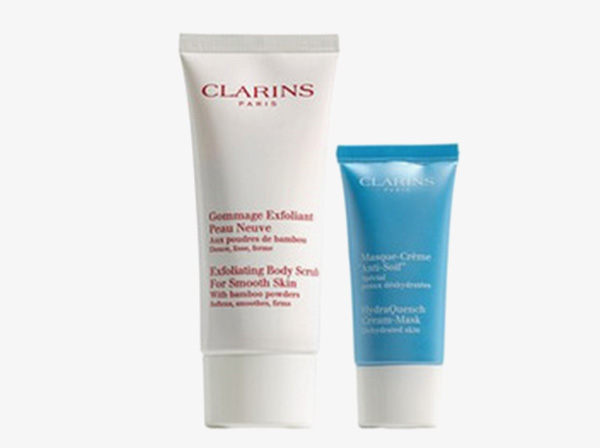 CLARINS
PARIS
Gommage Exfoliant
Peau Neuve
Aux poudres de bambou
Douce, lisse, ferme
Exfoliating Body Scrub
For Smooth Skin
With bamboo powders
Softens, smoothes, firms
CLARINS
PARIS
Masque-Crème
"Anti-Soif"
Spécial
peaux déshydratées
HydraQuench
Cream-Mask
Dehydrated skin